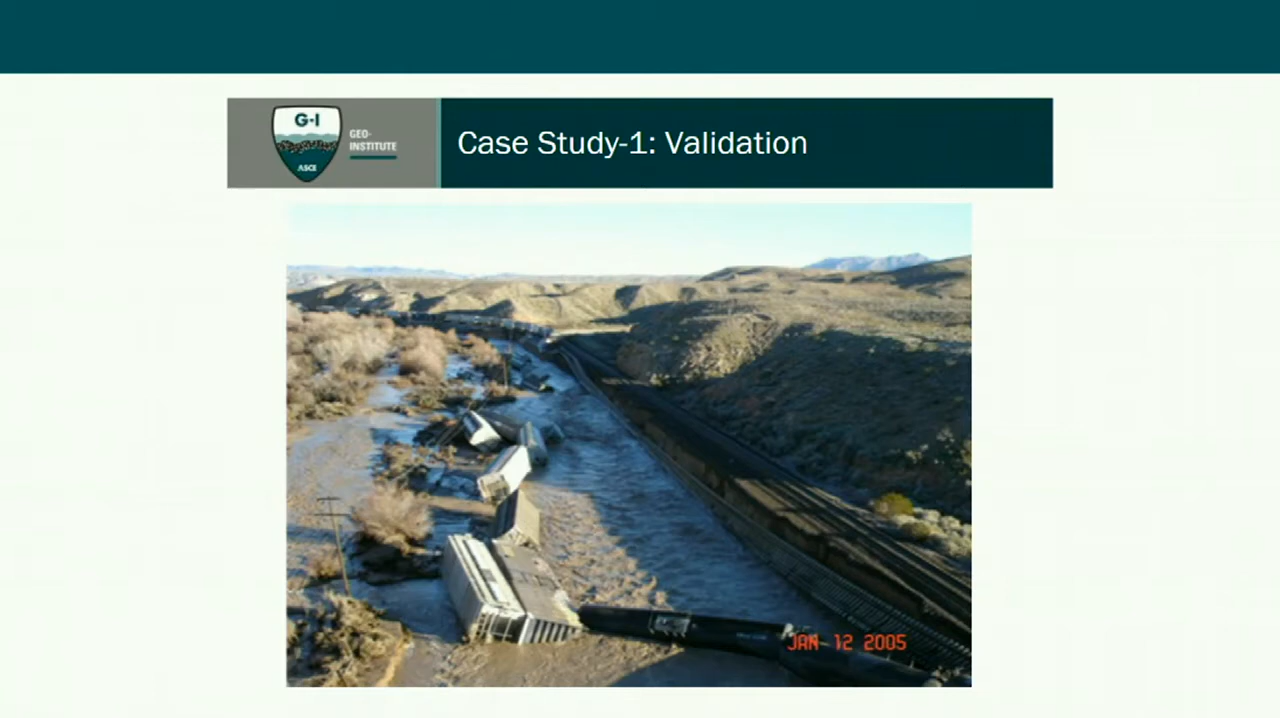 G-I
GEO-
INSTITUTE
ASCE
Case Study-1: Validation
JAN 12 2005